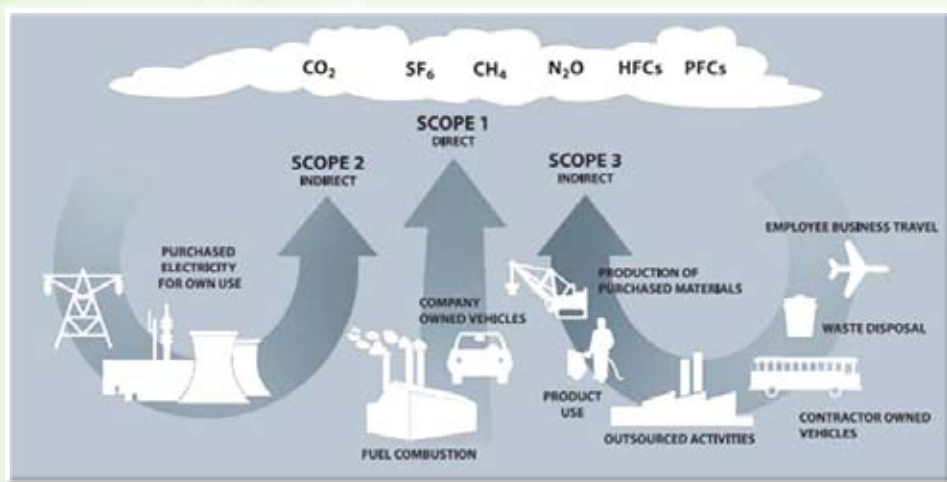 CO₂ SF₆ CH₄ N₂O HFCs PFCs
SCOPE 1
DIRECT
SCOPE 2
INDIRECT
SCOPE 3
INDIRECT
PURCHASED
ELECTRICITY
FOR OWN USE
COMPANY
OWNED VEHICLES
FUEL COMBUSTION
EMPLOYEE BUSINESS TRAVEL
PRODUCTION OF
PURCHASED MATERIALS
WASTE DISPOSAL
PRODUCT
USE
OUTSOURCED ACTIVITIES
CONTRACTOR OWNED
VEHICLES